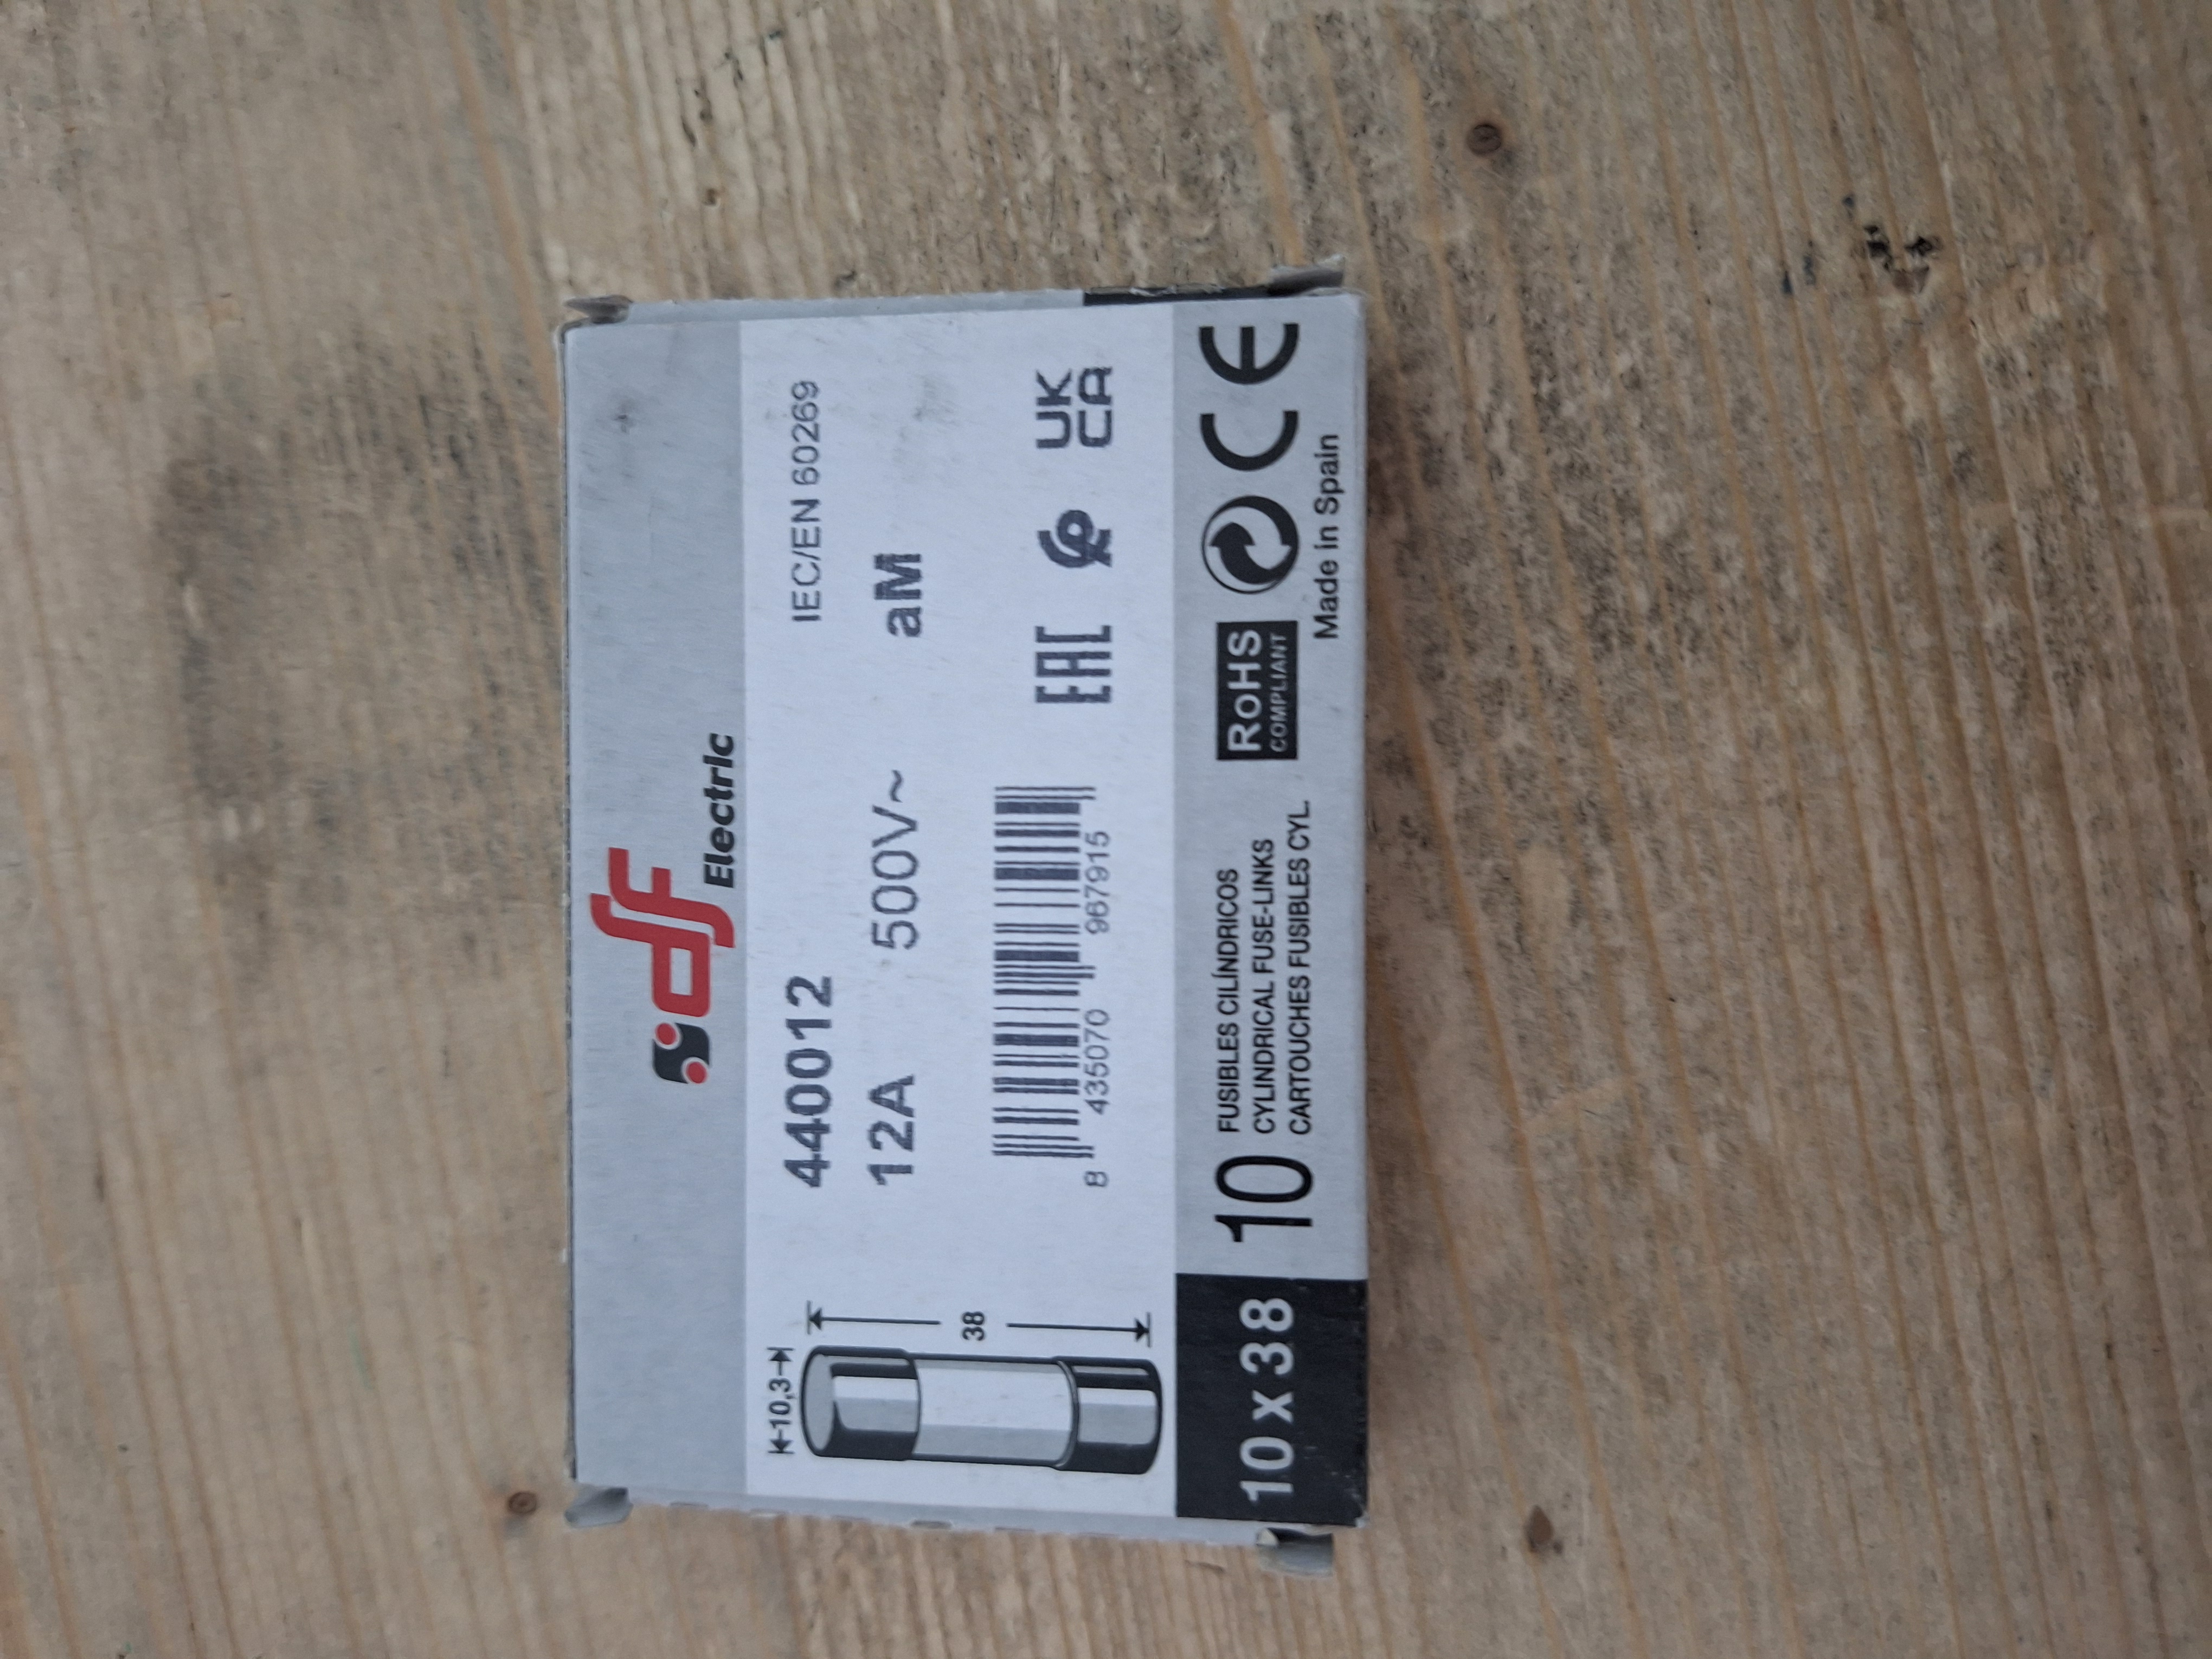 df
Electric
440012
IEC/EN 60269
12A 500V~ aM
10,3
38
8 435070 967915
EAC
UK
CA
10 x 38
10
FUSIBLES CILÍNDRICOS
CYLINDRICAL FUSE-LINKS
CARTOUCHES FUSIBLES CYL.
RoHS
COMPLIANT
CE
Made in Spain